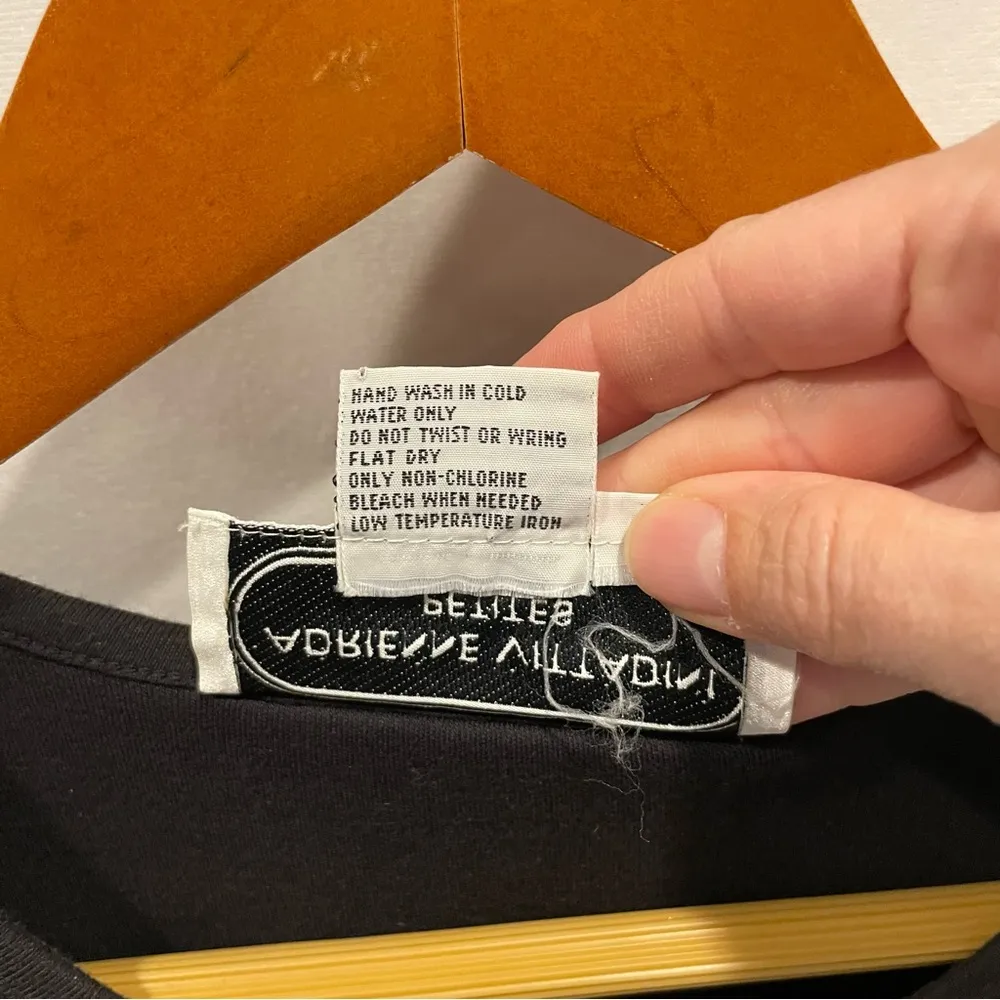 HAND WASH IN COLD
WATER ONLY
DO NOT TWIST OR WRING
FLAT DRY
ONLY NON-CHLORINE
BLEACH WHEN NEEDED
LOW TEMPERATURE IRON
ADRIENNE VITTADINI
PETITES